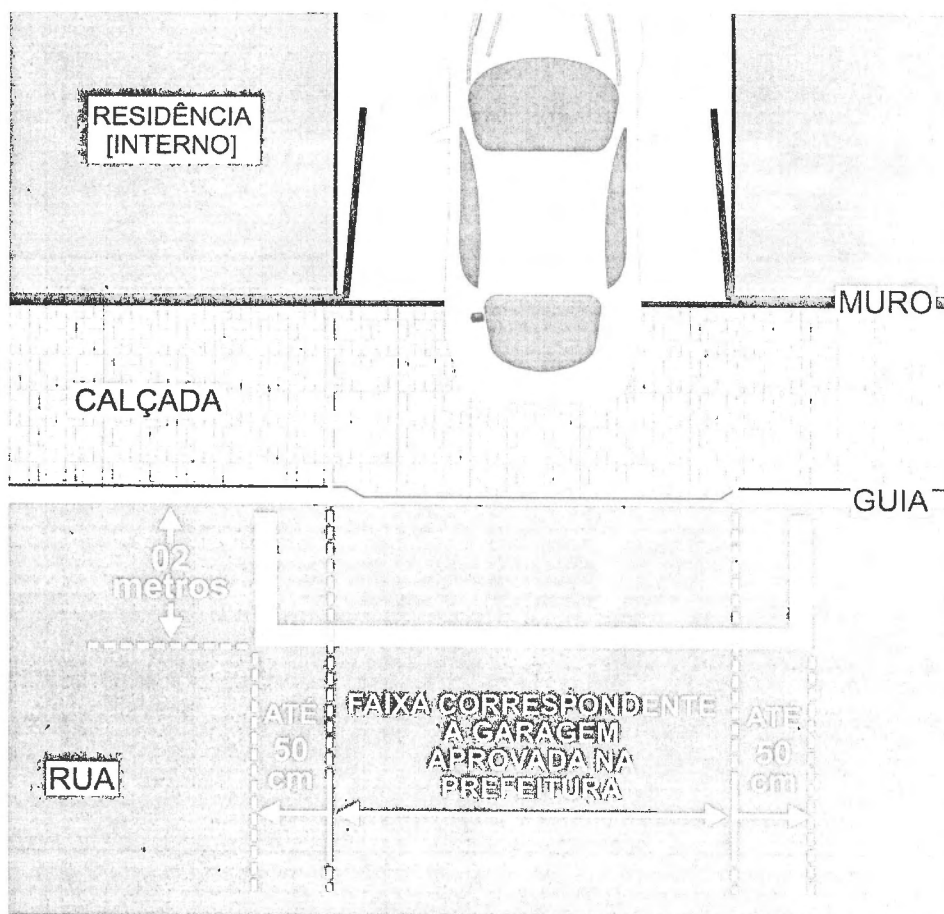 RESIDÊNCIA
[INTERNO]
MURO
CALÇADA
GUIA
02
metros
ATÉ
50
cm
FAIXA CORRESPONDENTE
A GARAGEM
APROVADA NA
PREFEITURA
ATÉ
50
cm
RUA